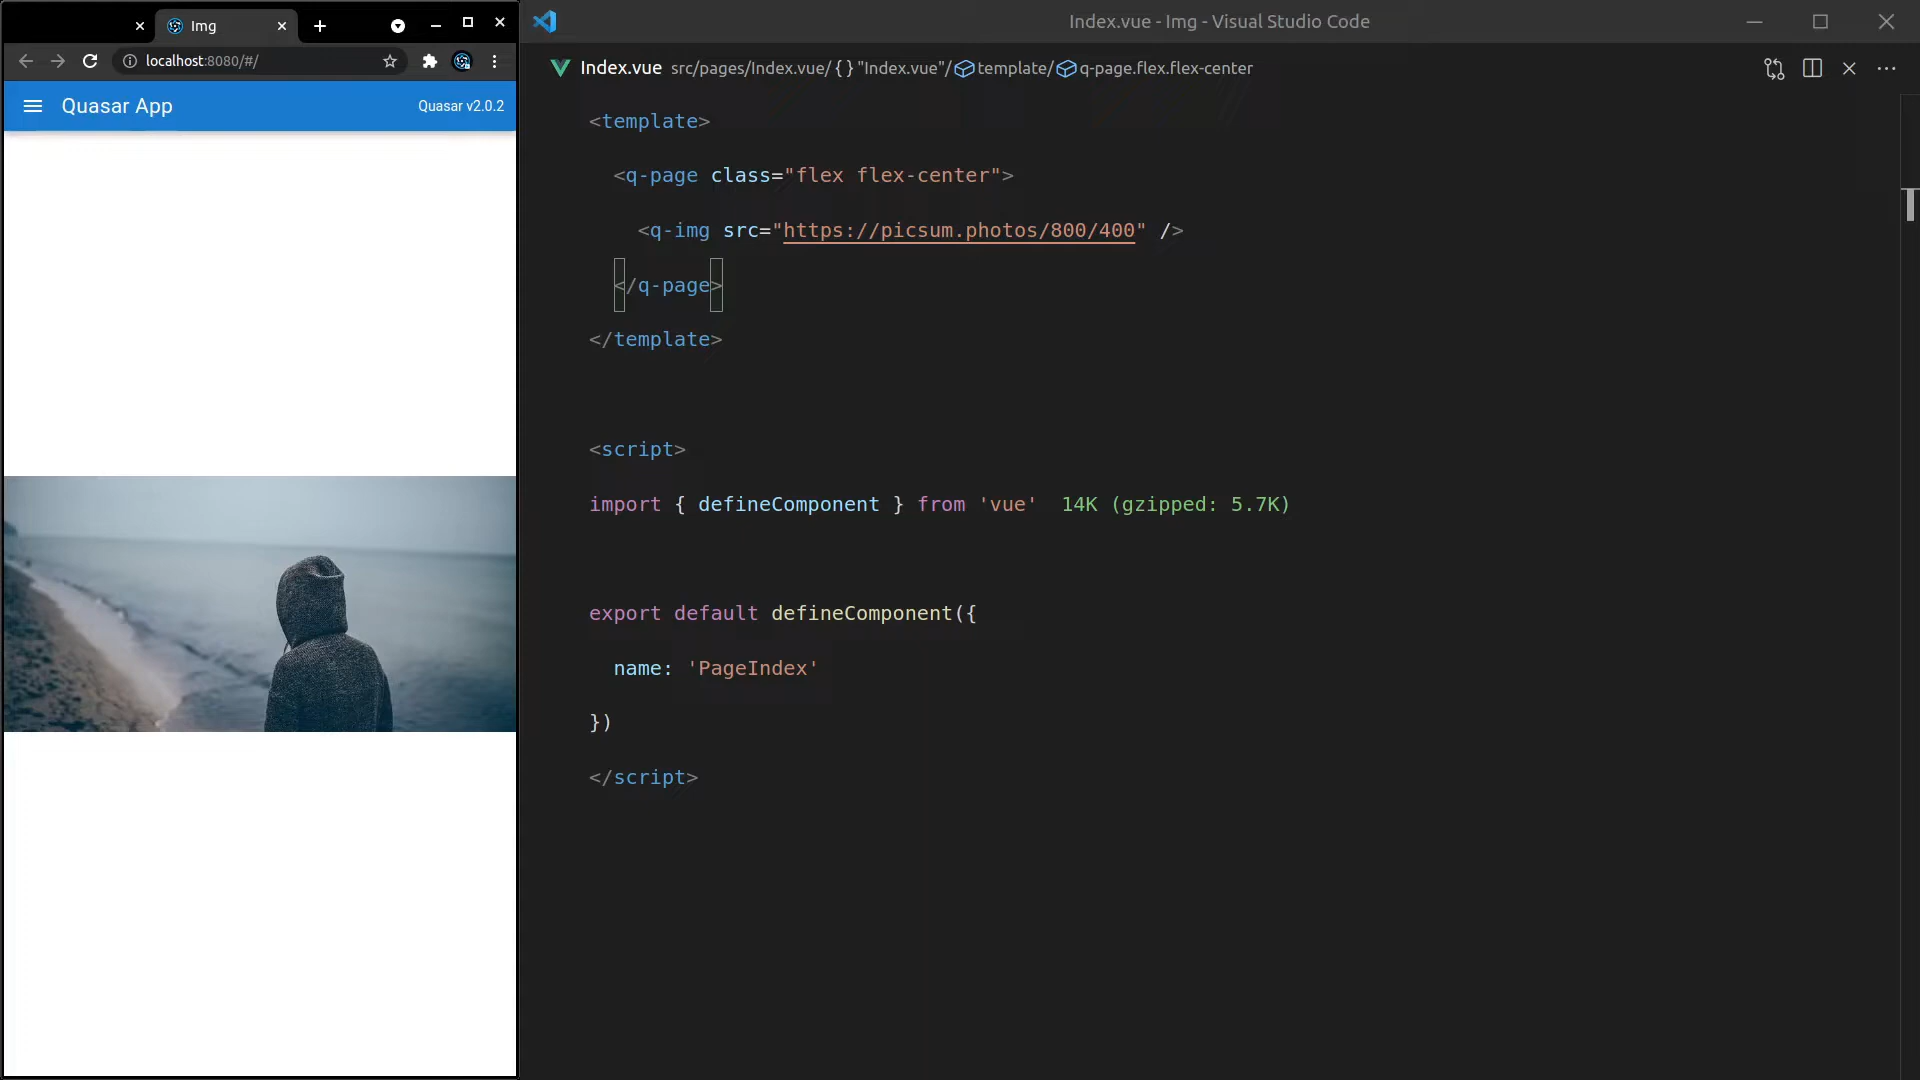 Img
localhost:8080/#/
Quasar App
Quasar v2.0.2
Index.vue - Img - Visual Studio Code
Index.vue src/pages/Index.vue/{}"Index.vue"/template/q-page.flex.flex-center
<template>
<q-page class="flex flex-center">
<q-img src="https://picsum.photos/800/400" />
</q-page>
</template>
<script>
import { defineComponent } from 'vue' 14K (gzipped: 5.7K)
export default defineComponent({
name: 'PageIndex'
})
</script>